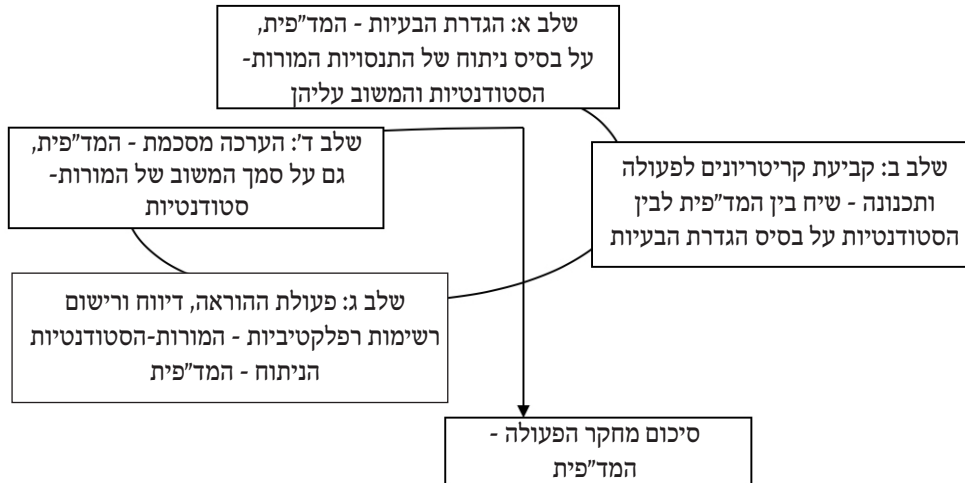 שלב א: הגדרת הבעיות - המד"פית,
על בסיס ניתוח של התנסויות המורות-
הסטודנטיות והמשוב עליהן
שלב ב: קביעת קריטריונים לפעולה
ותכנונה - שיח בין המד"פית לבין
הסטודנטיות על בסיס הגדרת הבעיות
שלב ג: פעולת ההוראה, דיווח ורישום
רשימות רפלקטיביות - המורות-הסטודנטיות
הניתוח - המד"פית
שלב ד': הערכה מסכמת - המד"פית,
גם על סמך המשוב של המורות-
סטודנטיות
סיכום מחקר הפעולה -
המד"פית